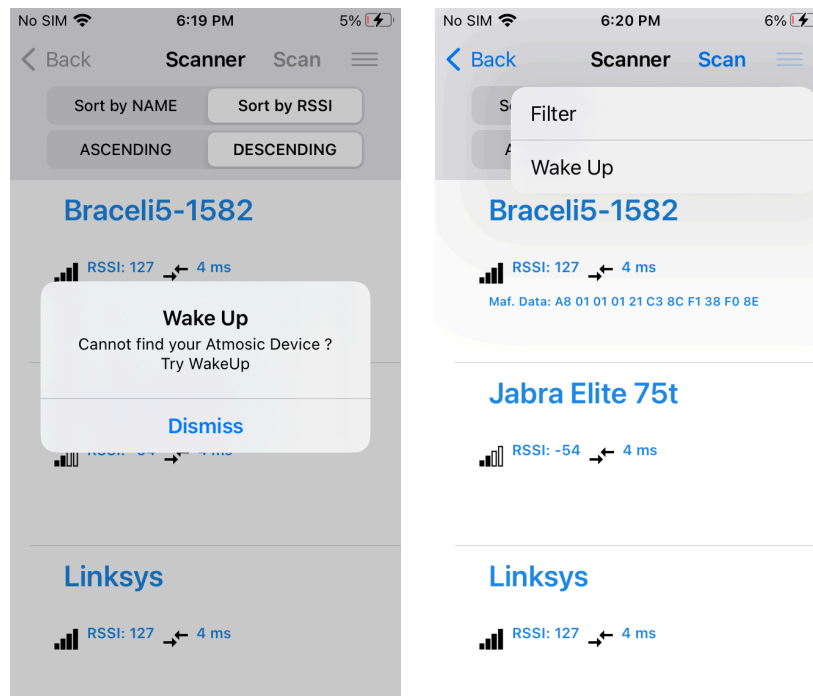 No SIM 6:19 PM 5%
Back Scanner Scan
Sort by NAME Sort by RSSI
ASCENDING DESCENDING
Braceli5-1582
RSSI: 127 4 ms
Wake Up
Cannot find your Atmosic Device ?
Try WakeUp
Dismiss
Linksys
RSSI: 127 4 ms
No SIM 6:20 PM 6%
Back Scanner Scan
Filter
Wake Up
Braceli5-1582
RSSI: 127 4 ms
Maf. Data: A8 01 01 01 21 C3 8C F1 38 F0 8E
Jabra Elite 75t
RSSI: -54 4 ms
Linksys
RSSI: 127 4 ms